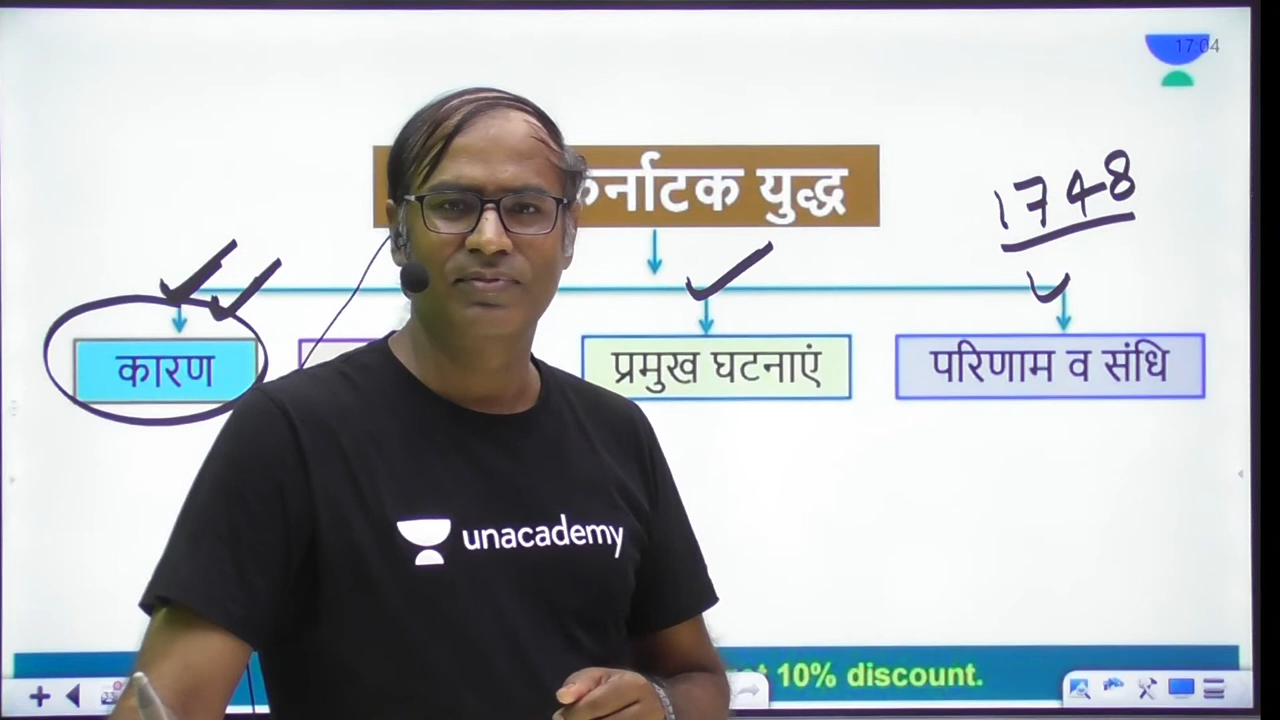 17:04
कर्नाटक युद्ध
1748
कारण
प्रमुख घटनाएं
परिणाम व संधि
unacademy
10% discount.